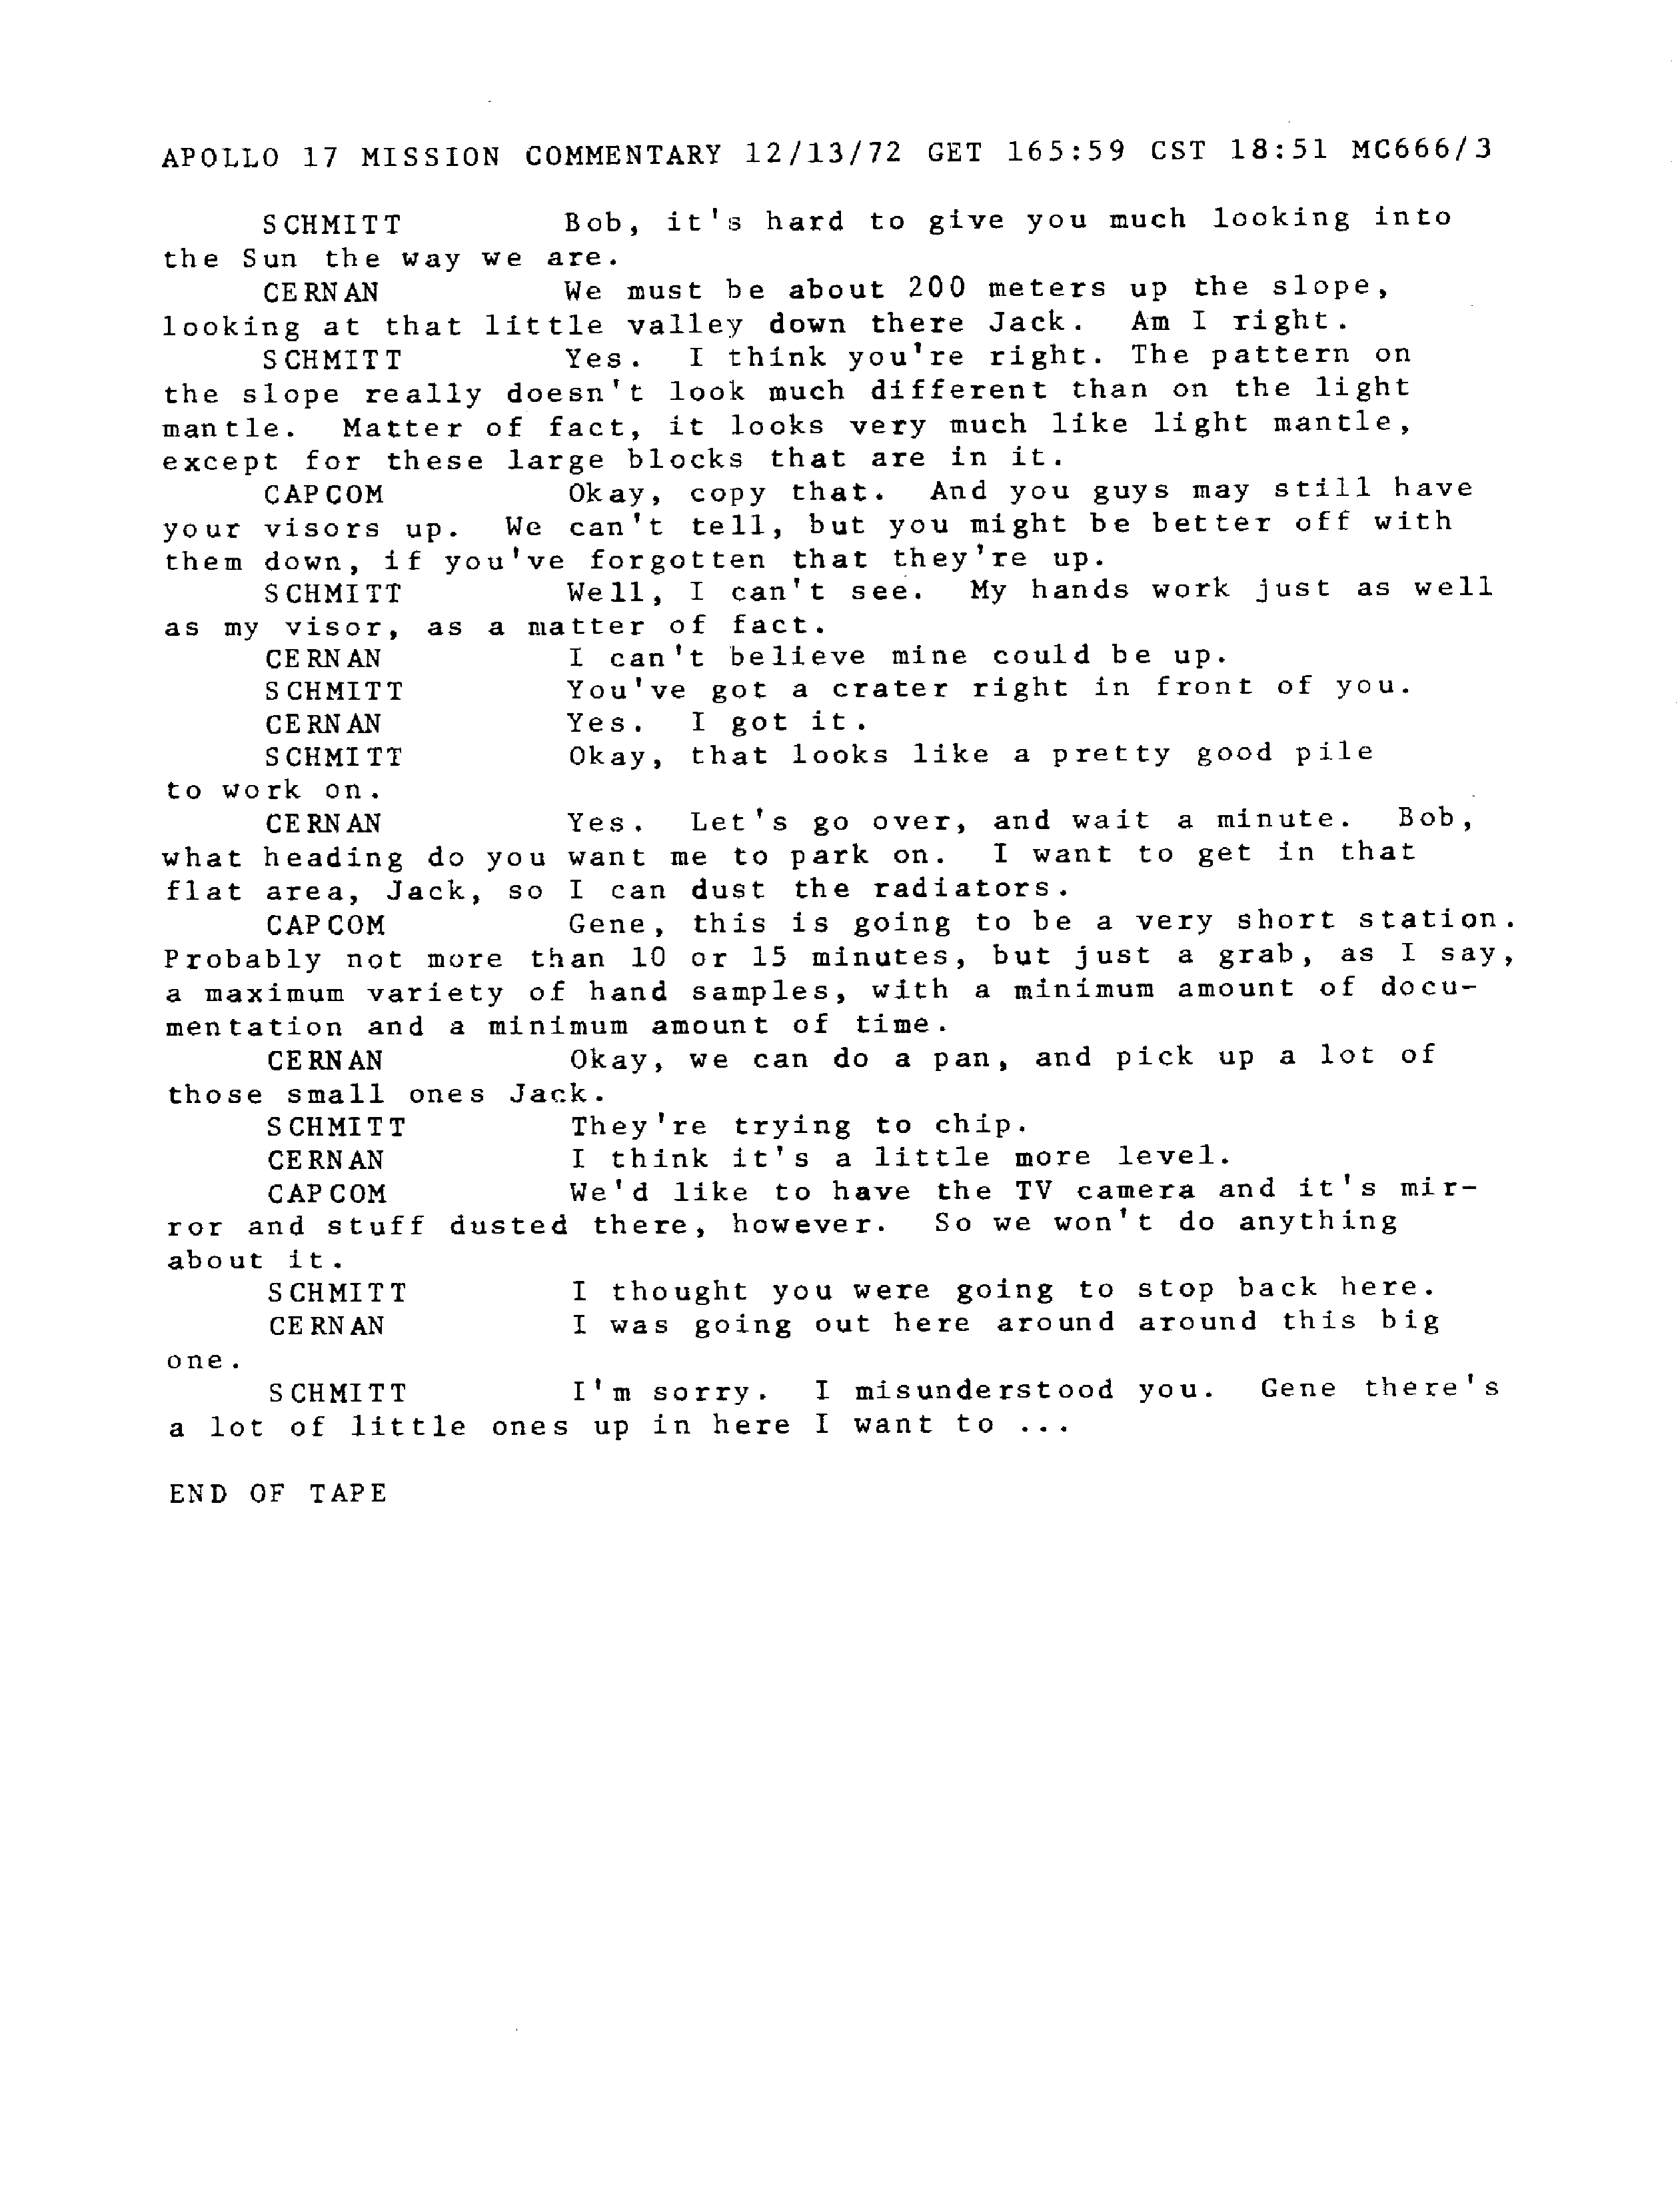 APOLLO 17 MISSION COMMENTARY 12/13/72 GET 165:59 CST 18:51 MC666/3
SCHMITT Bob, it's hard to give you much looking into
the Sun the way we are.
CERNAN We must be about 200 meters up the slope,
looking at that little valley down there Jack. Am I right.
SCHMITT Yes. I think you're right. The pattern on
the slope really doesn't look much different than on the light
mantle. Matter of fact, it looks very much like light mantle,
except for these large blocks that are in it.
CAPCOM Okay, copy that. And you guys may still have
your visors up. We can't tell, but you might be better off with
them down, if you've forgotten that they're up.
SCHMITT Well, I can't see. My hands work just as well
as my visor, as a matter of fact.
CERNAN I can't believe mine could be up.
SCHMITT You've got a crater right in front of you.
CERNAN Yes. I got it.
SCHMITT Okay, that looks like a pretty good pile
to work on.
CERNAN Yes. Let's go over, and wait a minute. Bob,
what heading do you want me to park on. I want to get in that
flat area, Jack, so I can dust the radiators.
CAPCOM Gene, this is going to be a very short station.
Probably not more than 10 or 15 minutes, but just a grab, as I say,
a maximum variety of hand samples, with a minimum amount of docu-
mentation and a minimum amount of time.
CERNAN Okay, we can do a pan, and pick up a lot of
those small ones Jack.
SCHMITT They're trying to chip.
CERNAN I think it's a little more level.
CAPCOM We'd like to have the TV camera and it's mir-
ror and stuff dusted there, however. So we won't do anything
about it.
SCHMITT I thought you were going to stop back here.
CERNAN I was going out here around around this big
one.
SCHMITT I'm sorry. I misunderstood you. Gene there's
a lot of little ones up in here I want to ...
END OF TAPE